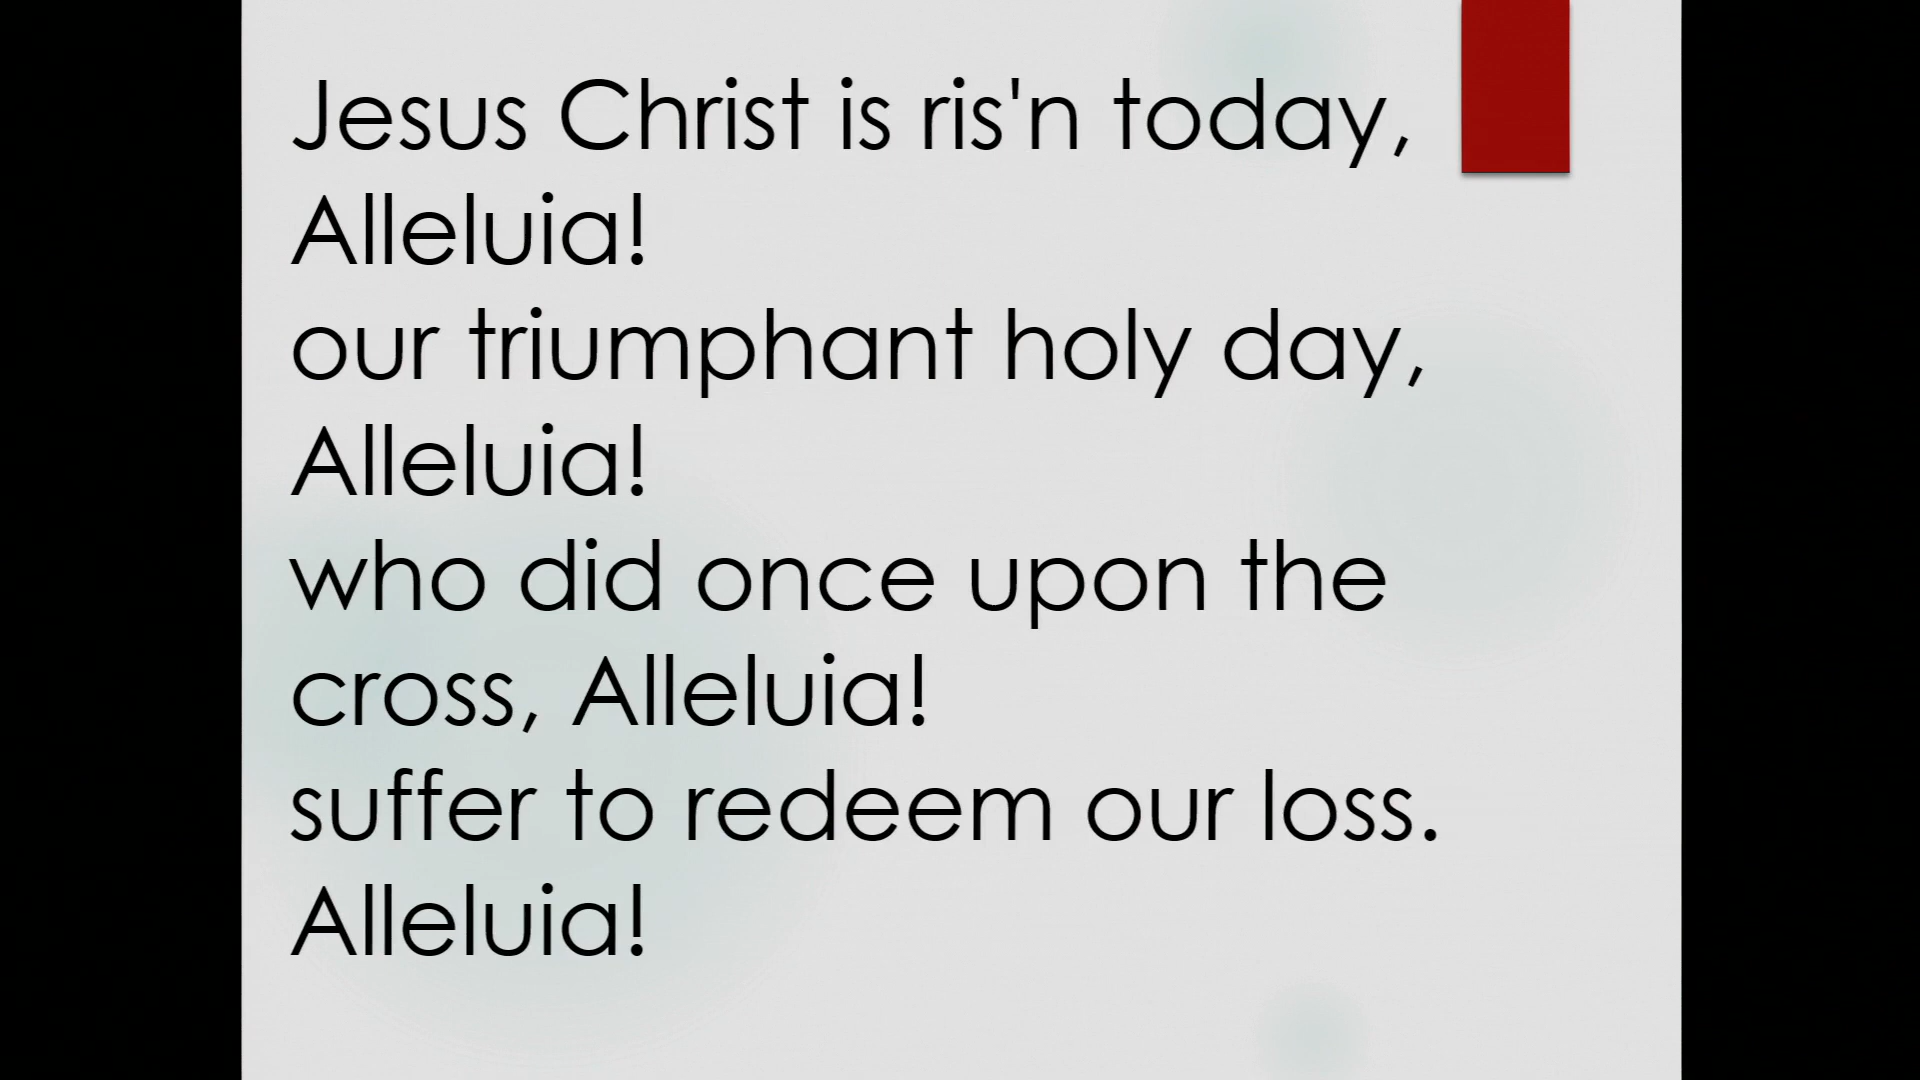 Jesus Christ is ris'n today,
Alleluia!
our triumphant holy day,
Alleluia!
who did once upon the
cross, Alleluia!
suffer to redeem our loss.
Alleluia!